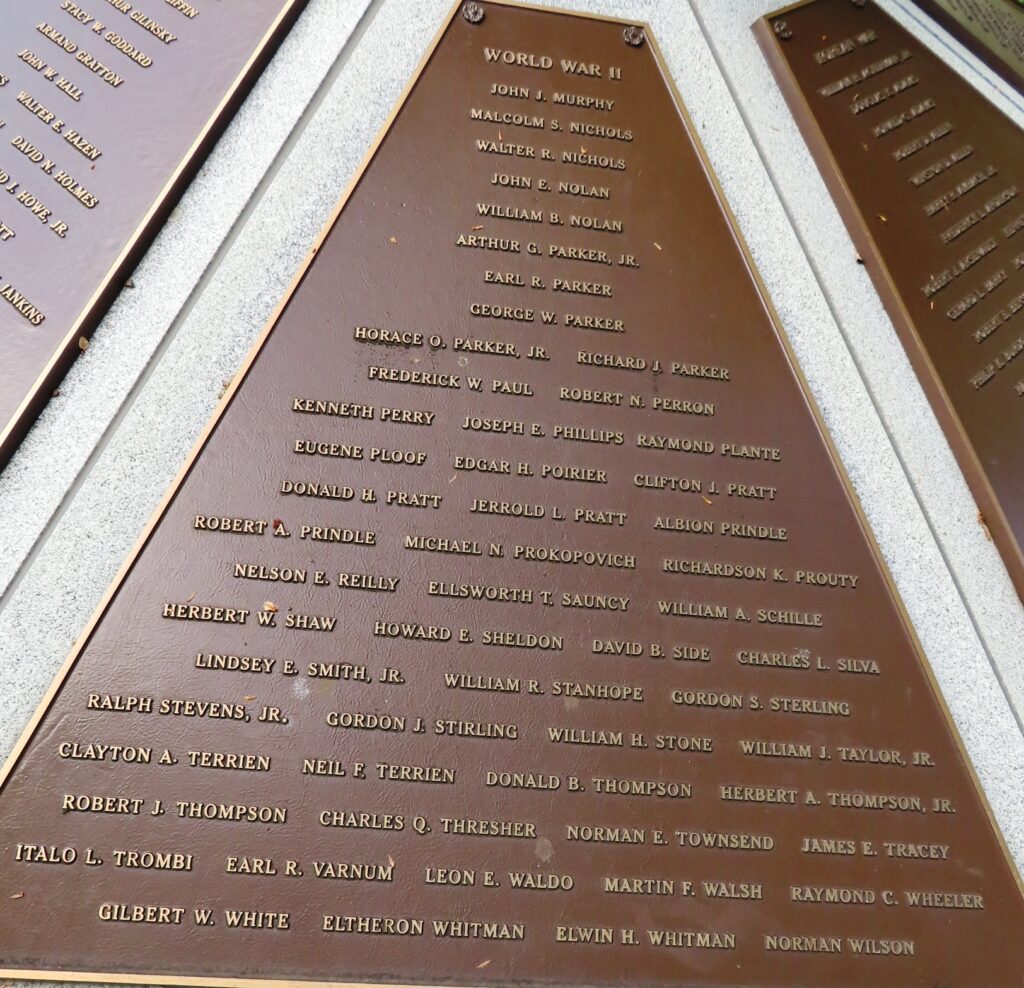 FFIN
HUR GILINSKY
STACY W. GODDARD
ARMAND GRATTON
JOHN W. HALL
WALTER E. HAZEN
DAVID N. HOLMES
D J. HOWE, JR.
TT
JANKINS
WORLD WAR II
JOHN J. MURPHY
MALCOLM S. NICHOLS
WALTER R. NICHOLS
JOHN E. NOLAN
WILLIAM B. NOLAN
ARTHUR G. PARKER, JR.
EARL R. PARKER
GEORGE W. PARKER
HORACE O. PARKER, JR. RICHARD J. PARKER
FREDERICK W. PAUL ROBERT N. PERRON
KENNETH PERRY JOSEPH E. PHILLIPS RAYMOND PLANTE
EUGENE PLOOF EDGAR H. POIRIER CLIFTON J. PRATT
DONALD H. PRATT JERROLD L. PRATT ALBION PRINDLE
ROBERT A. PRINDLE MICHAEL N. PROKOPOVICH RICHARDSON K. PROUTY
NELSON E. REILLY ELLSWORTH T. SAUNCY WILLIAM A. SCHILLE
HERBERT W. SHAW HOWARD E. SHELDON DAVID B. SIDE CHARLES L. SILVA
LINDSEY E. SMITH, JR. WILLIAM R. STANHOPE GORDON S. STERLING
RALPH STEVENS, JR. GORDON J. STIRLING WILLIAM H. STONE WILLIAM J. TAYLOR, JR.
CLAYTON A. TERRIEN NEIL F. TERRIEN DONALD B. THOMPSON HERBERT A. THOMPSON, JR.
ROBERT J. THOMPSON CHARLES Q. THRESHER NORMAN E. TOWNSEND JAMES E. TRACEY
ITALO L. TROMBI EARL R. VARNUM LEON E. WALDO MARTIN F. WALSH RAYMOND C. WHEELER
GILBERT W. WHITE ELTHERON WHITMAN ELWIN H. WHITMAN NORMAN WILSON